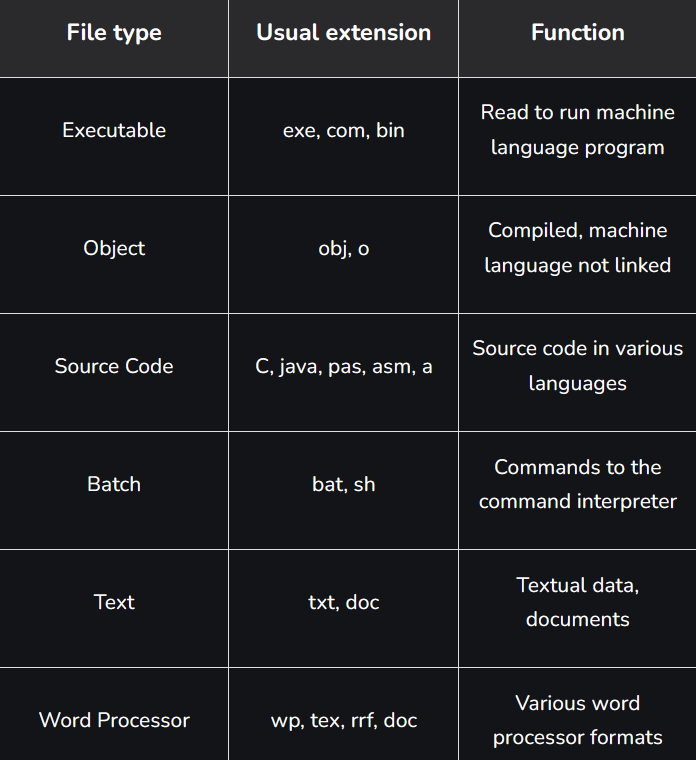 File type Usual extension Function
Executable exe, com, bin Read to run machine
language program
Object obj, o Compiled, machine
language not linked
Source Code C, java, pas, asm, a Source code in various
languages
Batch bat, sh Commands to the
command interpreter
Text txt, doc Textual data,
documents
Word Processor wp, tex, rrf, doc Various word
processor formats